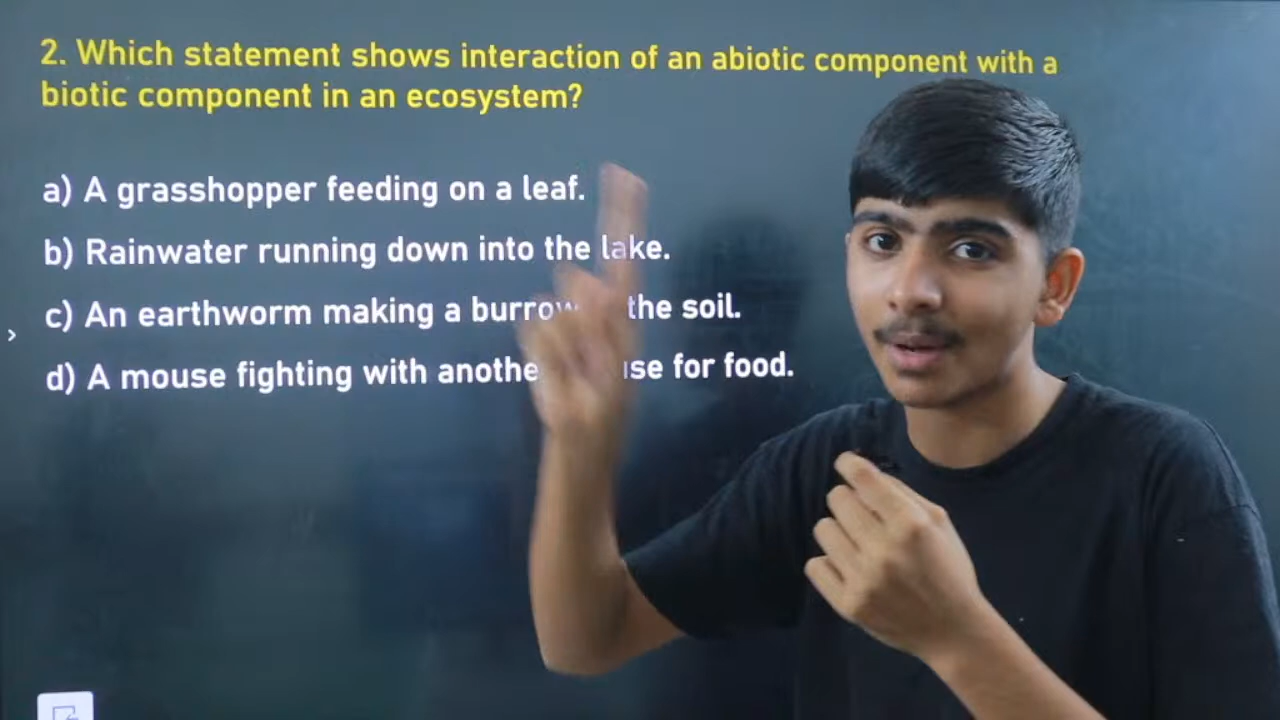 2. Which statement shows interaction of an abiotic component with a
biotic component in an ecosystem?
a) A grasshopper feeding on a leaf.
b) Rainwater running down into the lake.
c) An earthworm making a burrow the soil.
d) A mouse fighting with for food.